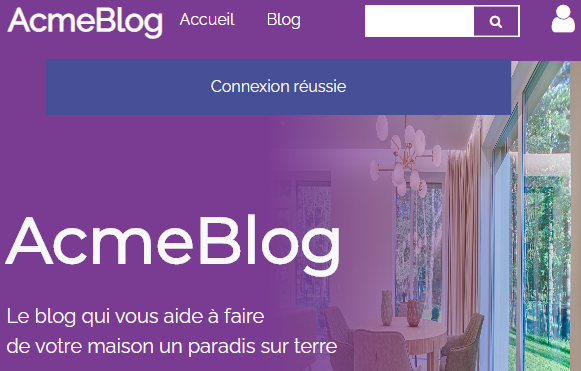 AcmeBlog Accueil Blog
Connexion réussie
AcmeBlog
Le blog qui vous aide à faire
de votre maison un paradis sur terre